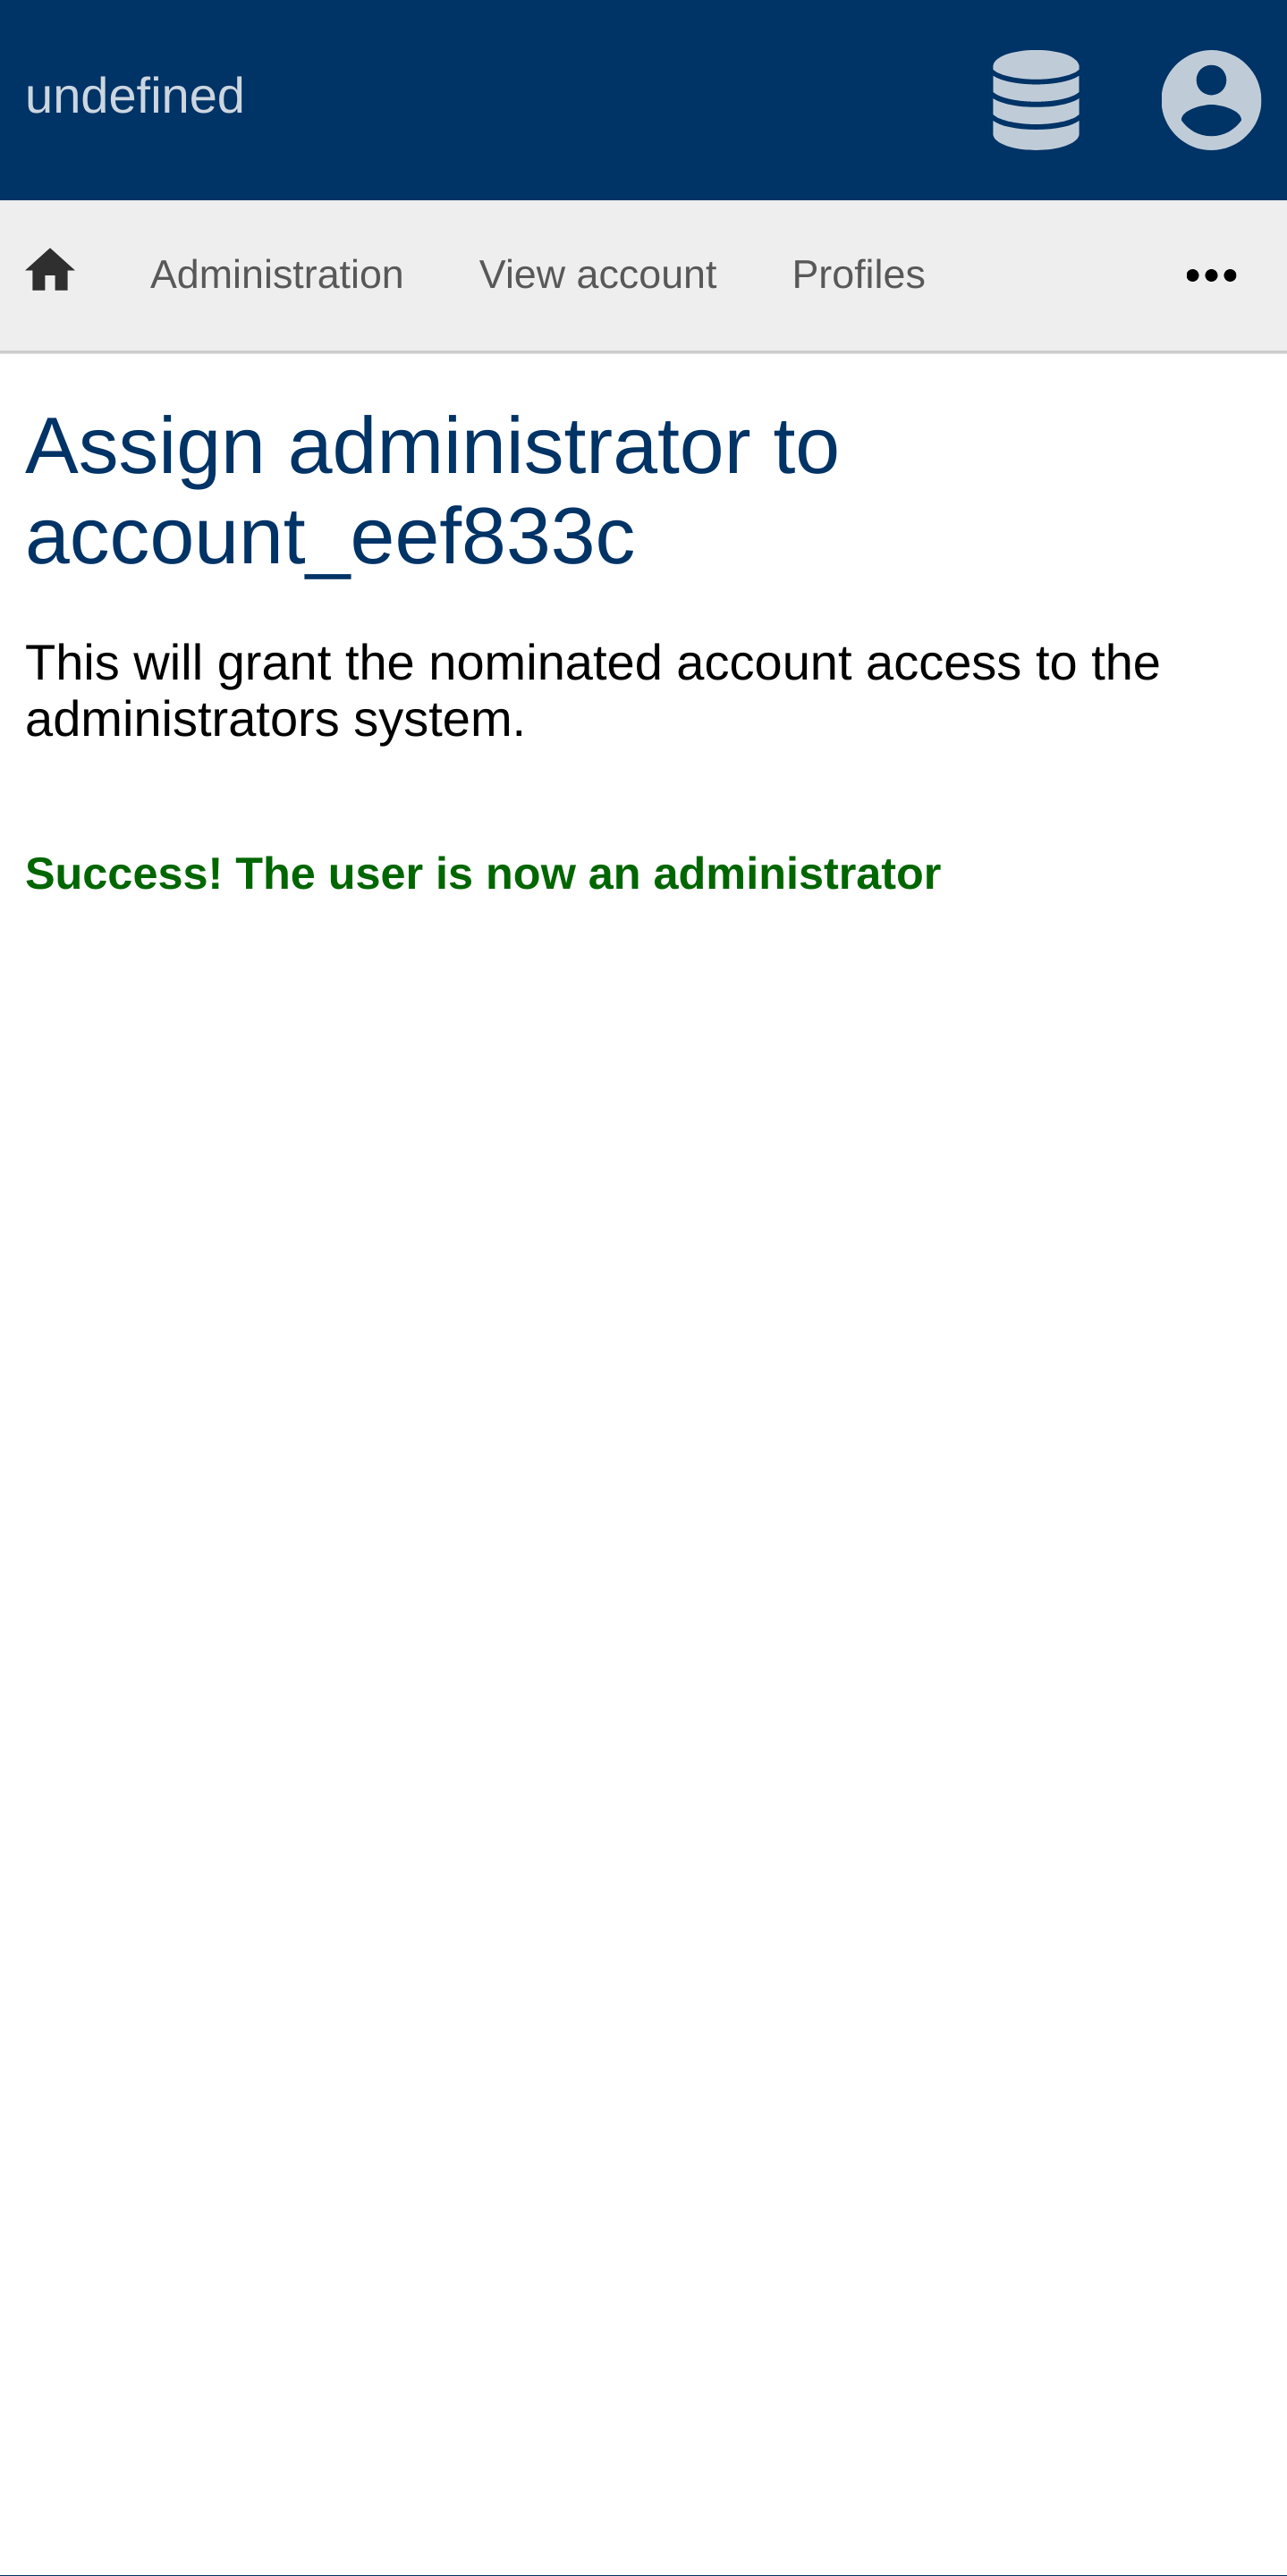 undefined
Administration View account Profiles
Assign administrator to
account_eef833c
This will grant the nominated account access to the
administrators system.
Success! The user is now an administrator